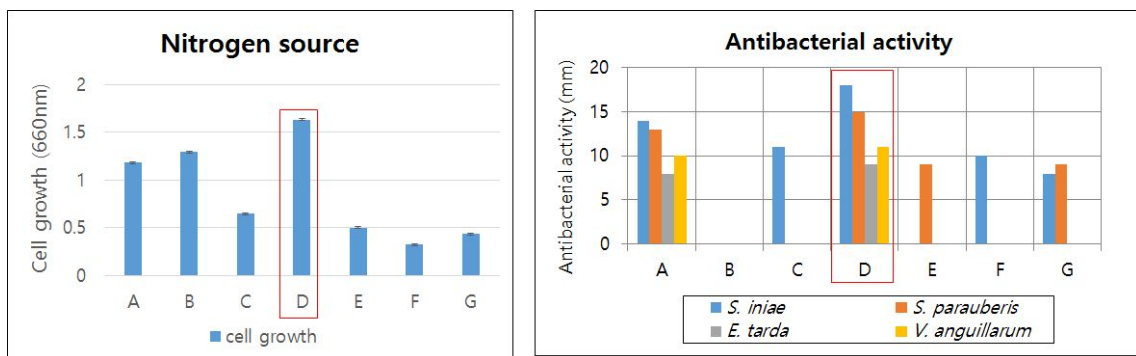 Nitrogen source
Cell growth (660nm)
2
1.5
1
0.5
0
A B C D E F G
cell growth
Antibacterial activity
Antibacterial activity (mm)
20
15
10
5
0
A B C D E F G
S. iniae S. parauberis
E. tarda V. anguillarum